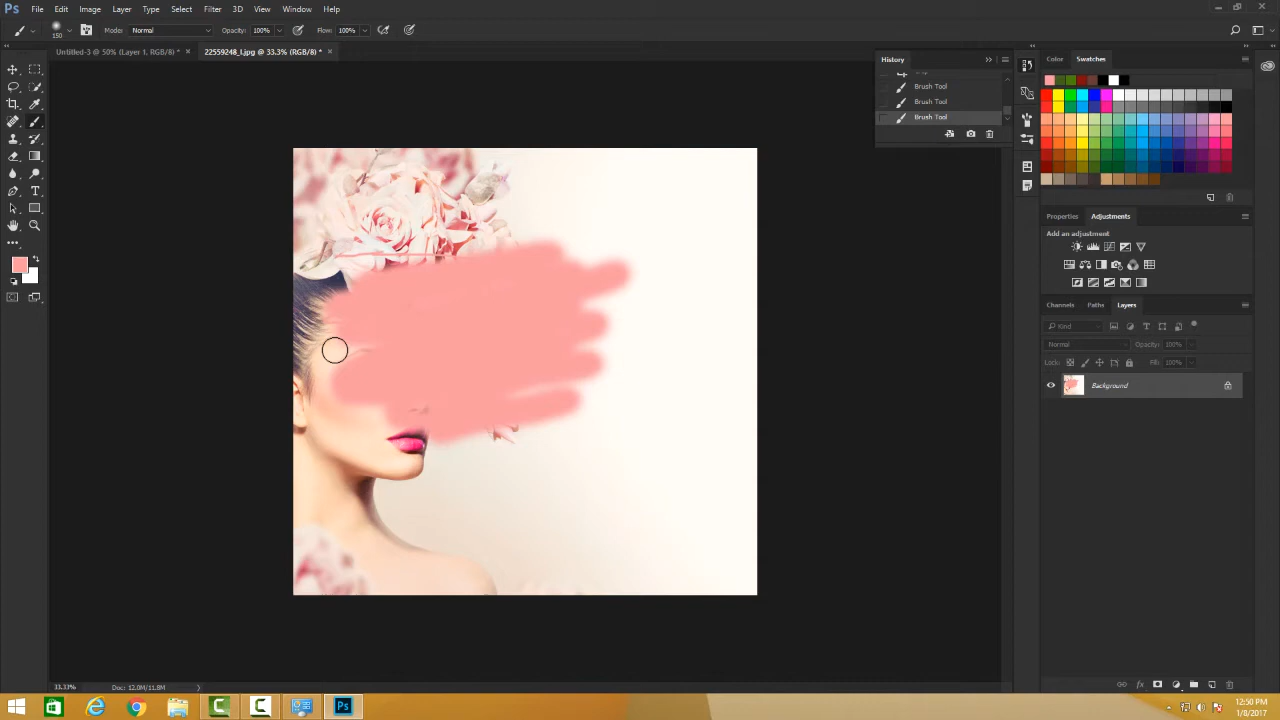 Ps File Edit Image Layer Type Select Filter 3D View Window Help
150 Mode: Normal Opacity: 100% Flow: 100%
Untitled-3 @ 50% (Layer 1, RGB/8) * × 22559248_l.jpg @ 33.3% (RGB/8) * ×
History
Brush Tool
Brush Tool
Brush Tool
Color Swatches
Properties Adjustments
Add an adjustment
Channels Paths Layers
Kind
Normal Opacity: 100%
Lock: Fill: 100%
Background
fx
33.33% Doc: 12.0M/11.8M
Ps
12:50 PM
1/8/2017